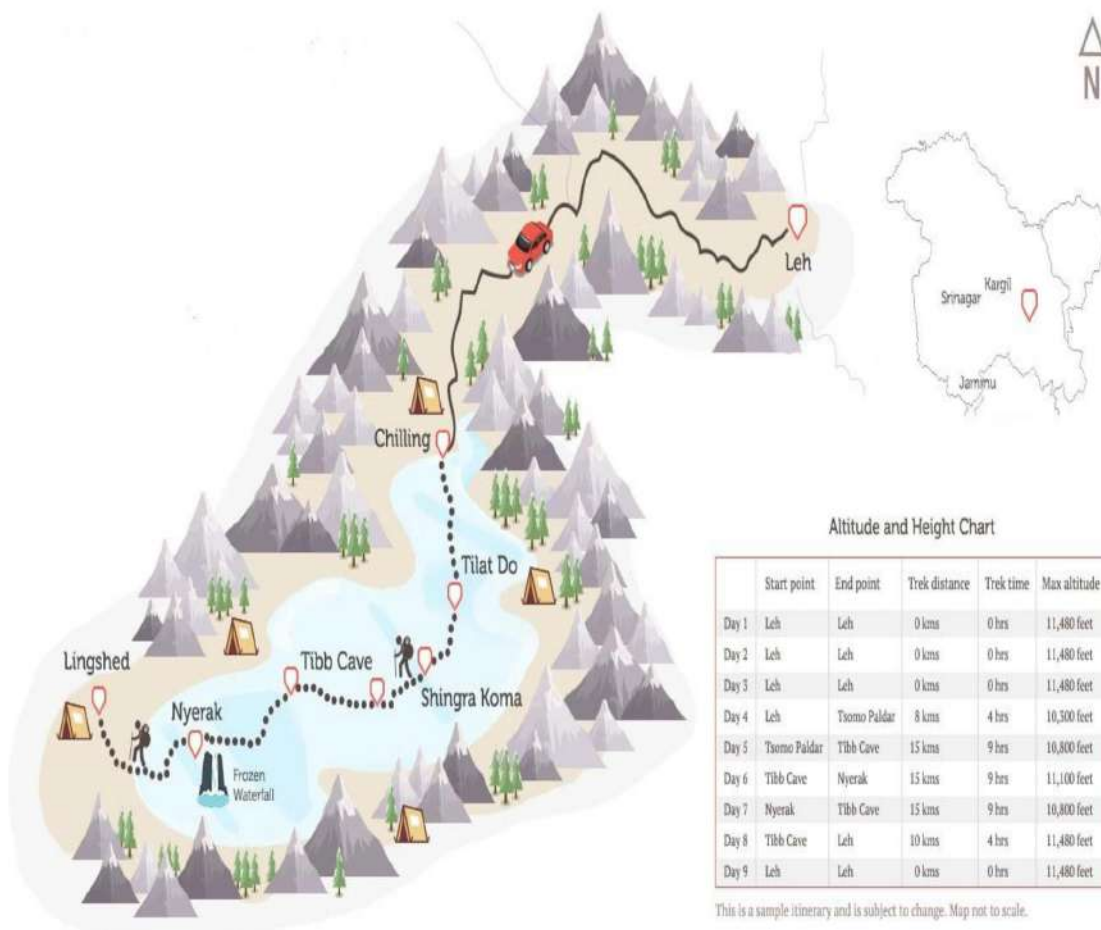 N
Leh
Kargil
Srinagar
Jammu
Chilling
Tilat Do
Lingshed
Tibb Cave
Nyerak
Shingra Koma
Frozen
Waterfall
Altitude and Height Chart
Start point End point Trek distance Trek time Max altitude
Day 1 Leh Leh 0 kms 0 hrs 11,480 feet
Day 2 Leh Leh 0 kms 0 hrs 11,480 feet
Day 3 Leh Leh 0 kms 0 hrs 11,480 feet
Day 4 Leh Tsomo Paldar 8 kms 4 hrs 10,300 feet
Day 5 Tsomo Paldar Tibb Cave 15 kms 9 hrs 10,800 feet
Day 6 Tibb Cave Nyerak 15 kms 9 hrs 11,100 feet
Day 7 Nyerak Tibb Cave 15 kms 9 hrs 10,800 feet
Day 8 Tibb Cave Leh 10 kms 4 hrs 11,480 feet
Day 9 Leh Leh 0 kms 0 hrs 11,480 feet
This is a sample itinerary and is subject to change. Map not to scale.